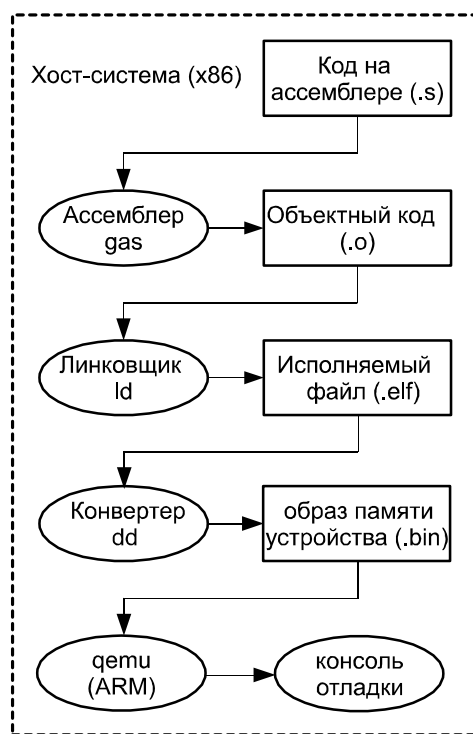 Хост-система (x86)
Код на
ассемблере (.s)
Ассемблер
gas
Объектный код
(.o)
Линковщик
ld
Исполняемый
файл (.elf)
Конвертер
dd
образ памяти
устройства (.bin)
qemu
(ARM)
консоль
отладки